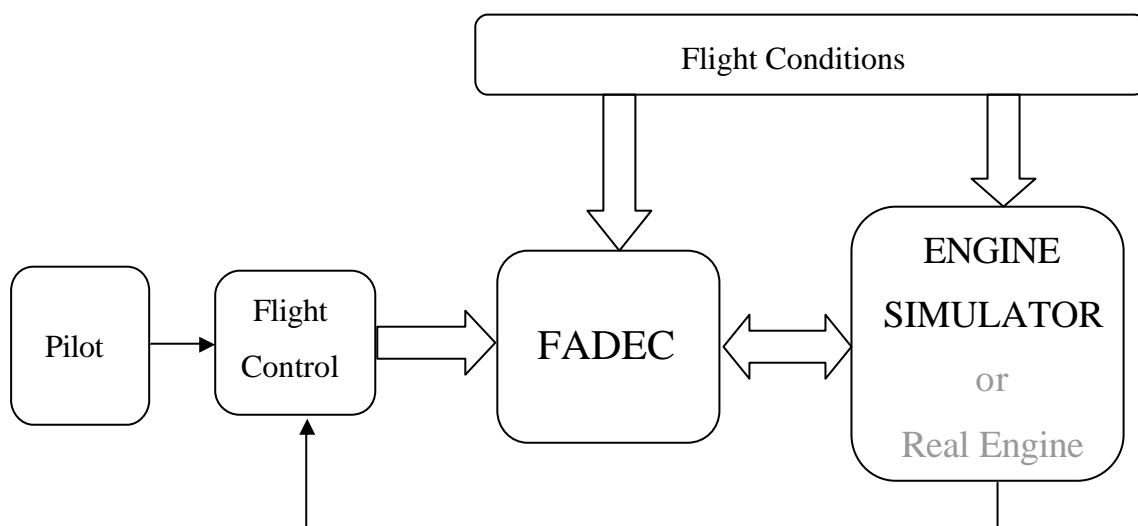 Flight Conditions
Pilot
Flight
Control
FADEC
ENGINE
SIMULATOR
or
Real Engine